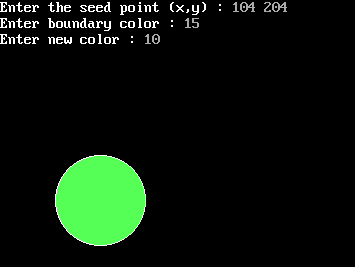 Enter the seed point (x,y) : 104 204
Enter boundary color : 15
Enter new color : 10